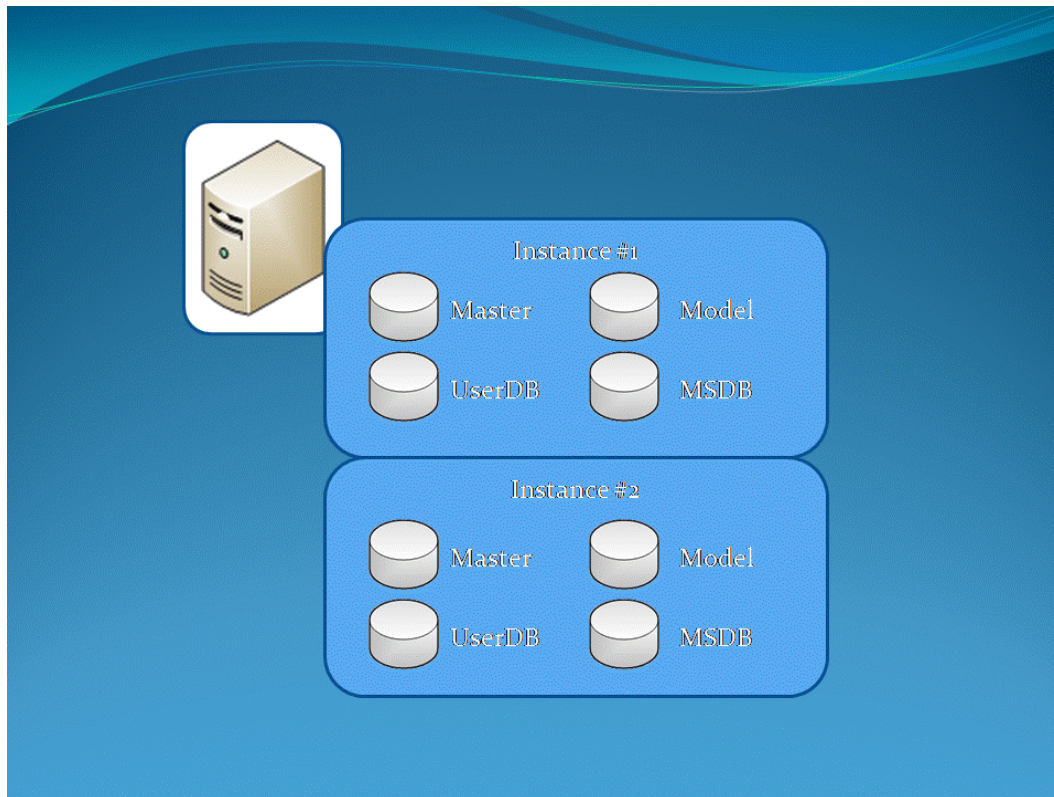 Instance #1
Master Model
UserDB MSDB
Instance #2
Master Model
UserDB MSDB